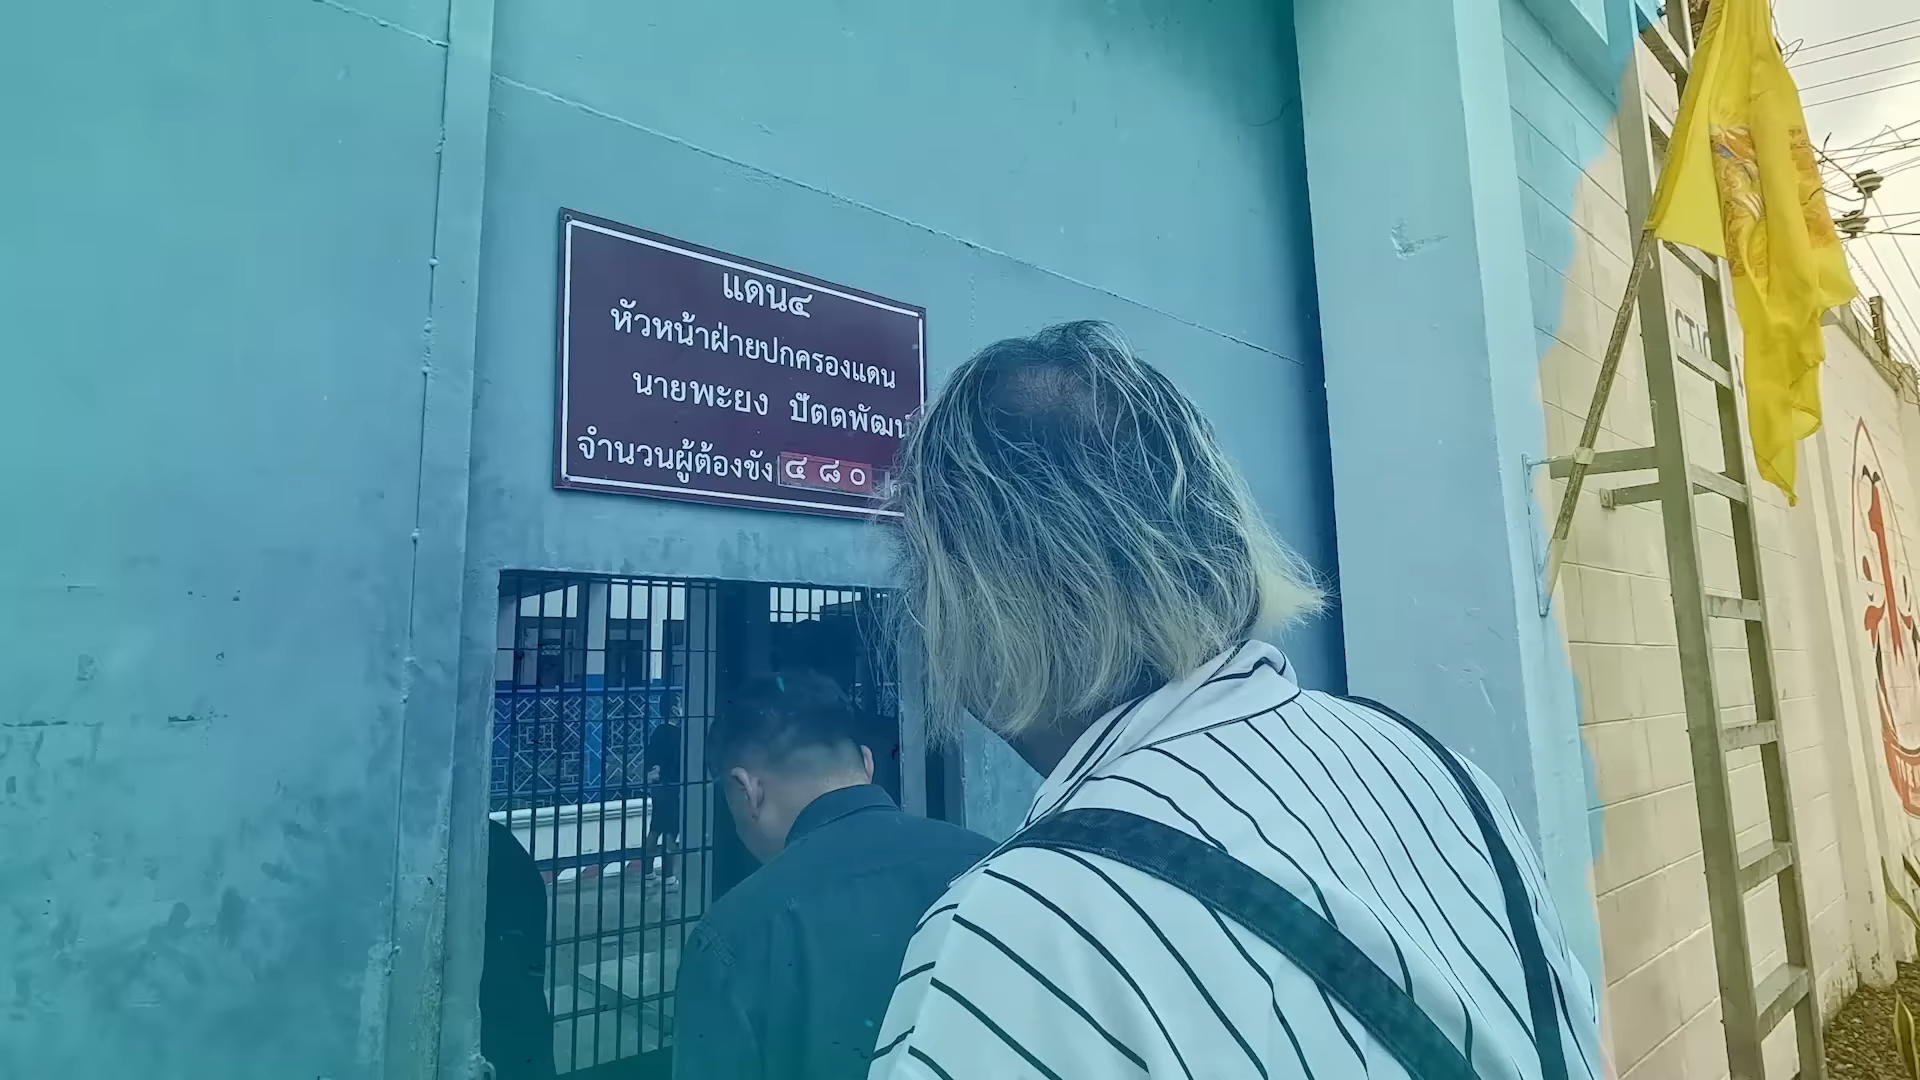 แดน๔
หัวหน้าฝ่ายปกครองแดน
นายพะยง ปัตตพัฒน์
จำนวนผู้ต้องขัง ๔๘๐